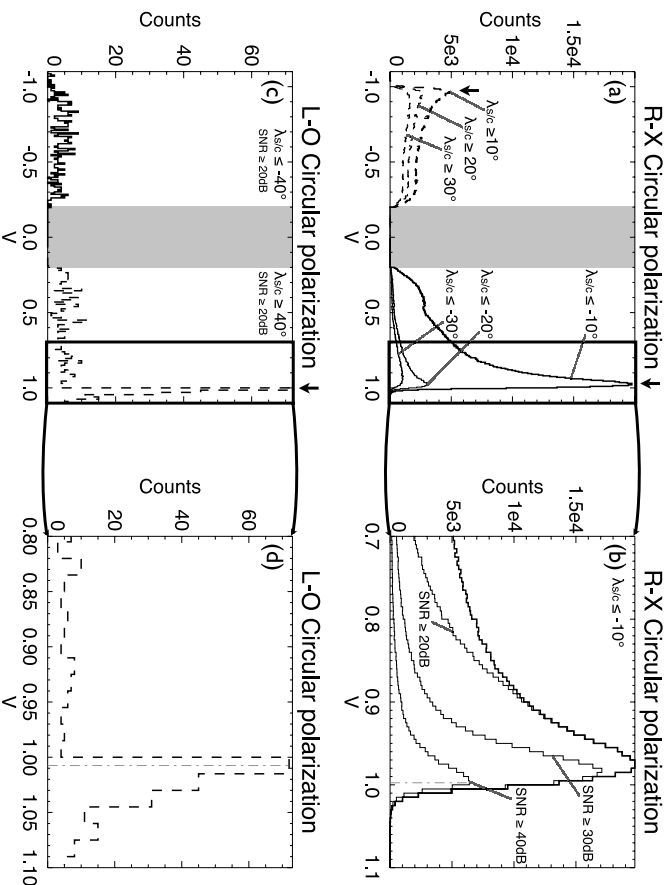 R-X Circular polarization
(a)
Counts
0
5e3
1e4
1.5e4
λs/c ≥10°
λs/c ≥ 20°
λs/c ≥ 30°
λs/c ≤ -10°
λs/c ≤ -20°
λs/c ≤ -30°
-1.0
-0.5
0.0
0.5
1.0
V
R-X Circular polarization
(b)
λs/c ≤ -10°
Counts
0
5e3
1e4
1.5e4
SNR ≥ 20dB
SNR ≥ 30dB
SNR ≥ 40dB
0.7
0.8
0.9
1.0
1.1
V
L-O Circular polarization
(c)
Counts
0
20
40
60
λs/c ≤ -40°
SNR ≥ 20dB
λs/c ≥ 40°
SNR ≥ 20dB
-1.0
-0.5
0.0
0.5
1.0
V
L-O Circular polarization
(d)
Counts
0
20
40
60
0.80
0.85
0.90
0.95
1.00
1.05
1.10
V